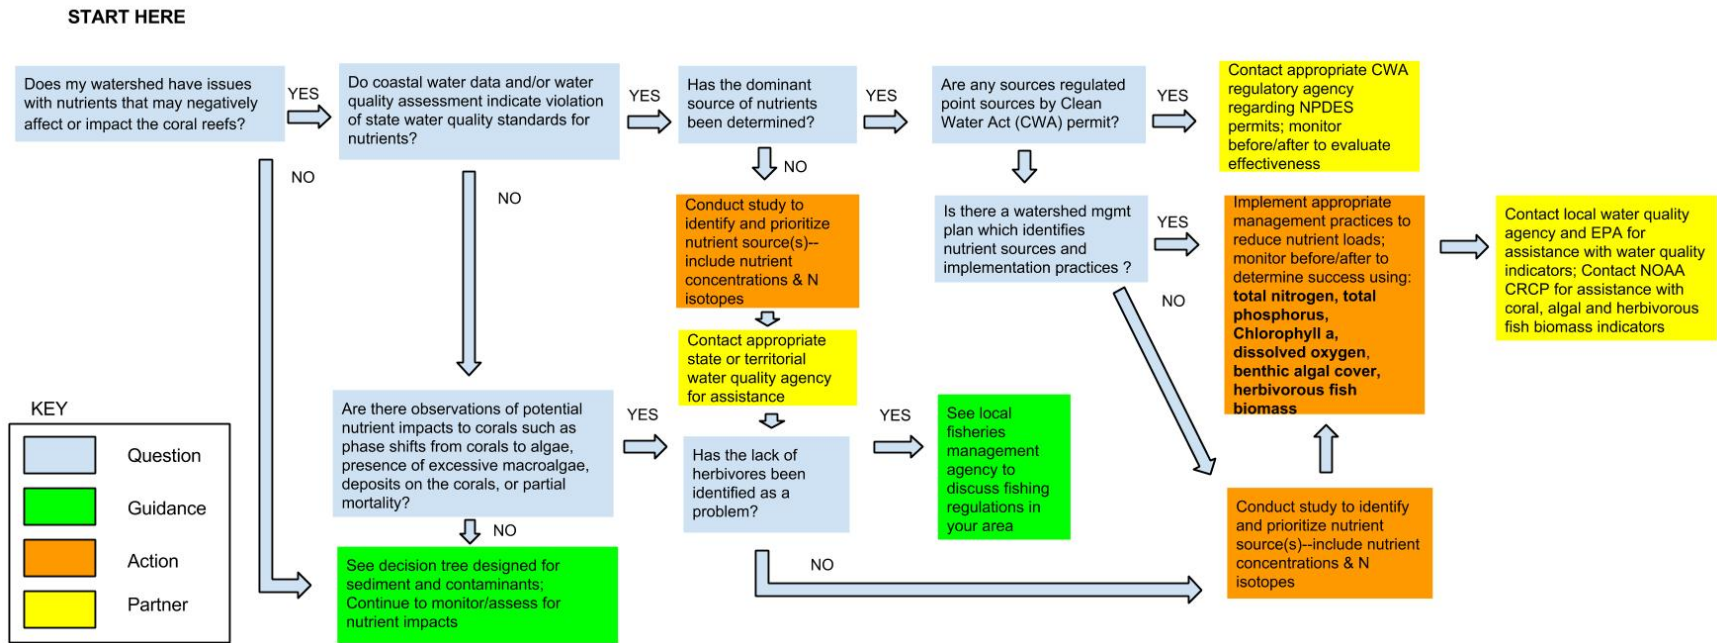 START HERE
Does my watershed have issues
with nutrients that may negatively
affect or impact the coral reefs?
YES
Do coastal water data and/or water
quality assessment indicate violation
of state water quality standards for
nutrients?
YES
Has the dominant
source of nutrients
been determined?
YES
Are any sources regulated
point sources by Clean
Water Act (CWA) permit?
YES
Contact appropriate CWA
regulatory agency
regarding NPDES
permits; monitor
before/after to evaluate
effectiveness
NO
NO
NO
Conduct study to
identify and prioritize
nutrient source(s)--
include nutrient
concentrations & N
isotopes
Is there a watershed mgmt
plan which identifies
nutrient sources and
implementation practices ?
YES
NO
Implement appropriate
management practices to
reduce nutrient loads;
monitor before/after to
determine success using:
total nitrogen, total
phosphorus,
Chlorophyll a,
dissolved oxygen,
benthic algal cover,
herbivorous fish
biomass
Contact local water quality
agency and EPA for
assistance with water quality
indicators; Contact NOAA
CRCP for assistance with
coral, algal and herbivorous
fish biomass indicators
Contact appropriate
state or territorial
water quality agency
for assistance
Are there observations of potential
nutrient impacts to corals such as
phase shifts from corals to algae,
presence of excessive macroalgae,
deposits on the corals, or partial
mortality?
YES
Has the lack of
herbivores been
identified as a
problem?
YES
See local
fisheries
management
agency to
discuss fishing
regulations in
your area
NO
See decision tree designed for
sediment and contaminants;
Continue to monitor/assess for
nutrient impacts
NO
Conduct study to identify
and prioritize nutrient
source(s)--include nutrient
concentrations & N
isotopes
KEY
Question
Guidance
Action
Partner